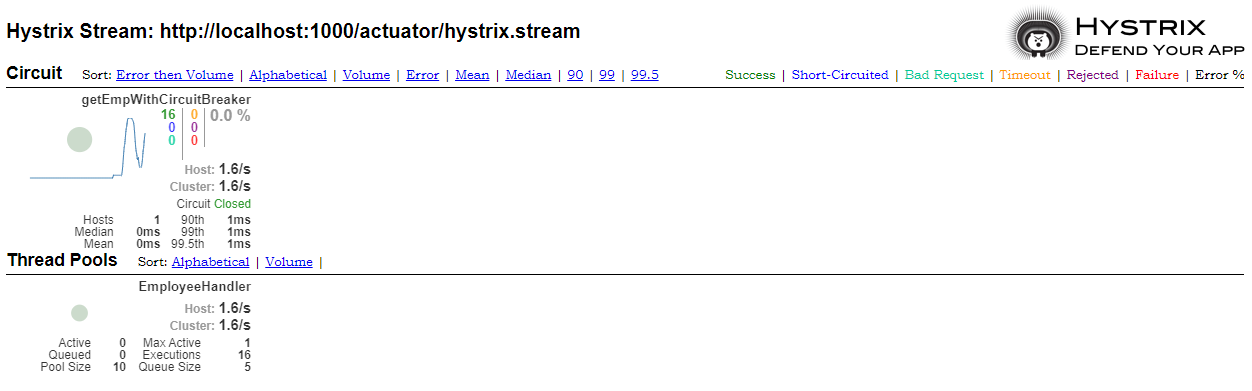 Hystrix Stream: http://localhost:1000/actuator/hystrix.stream
HYSTRIX
DEFEND YOUR APP
Circuit Sort: Error then Volume | Alphabetical | Volume | Error | Mean | Median | 90 | 99 | 99.5
Success | Short-Circuited | Bad Request | Timeout | Rejected | Failure | Error %
getEmpWithCircuitBreaker
16 0 0.0 %
0 0
0 0
Host: 1.6/s
Cluster: 1.6/s
Circuit Closed
Hosts 1 90th 1ms
Median 0ms 99th 1ms
Mean 0ms 99.5th 1ms
Thread Pools Sort: Alphabetical | Volume |
EmployeeHandler
Host: 1.6/s
Cluster: 1.6/s
Active 0 Max Active 1
Queued 0 Executions 16
Pool Size 10 Queue Size 5